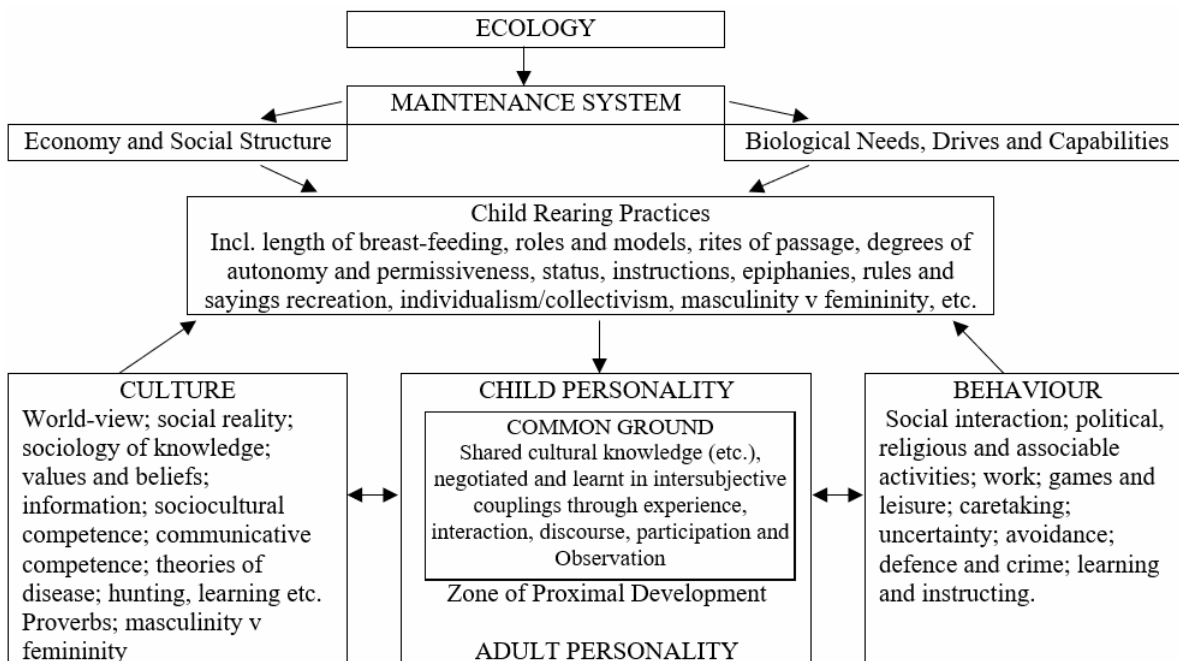 ECOLOGY
MAINTENANCE SYSTEM
Economy and Social Structure
Biological Needs, Drives and Capabilities
Child Rearing Practices
Incl. length of breast-feeding, roles and models, rites of passage, degrees of
autonomy and permissiveness, status, instructions, epiphanies, rules and
sayings recreation, individualism/collectivism, masculinity v femininity, etc.
CULTURE
World-view; social reality;
sociology of knowledge;
values and beliefs;
information; sociocultural
competence; communicative
competence; theories of
disease; hunting, learning etc.
Proverbs; masculinity v
femininity
CHILD PERSONALITY
COMMON GROUND
Shared cultural knowledge (etc.),
negotiated and learnt in intersubjective
couplings through experience,
interaction, discourse, participation and
Observation
Zone of Proximal Development
ADULT PERSONALITY
BEHAVIOUR
Social interaction; political,
religious and associable
activities; work; games and
leisure; caretaking;
uncertainty; avoidance;
defence and crime; learning
and instructing.